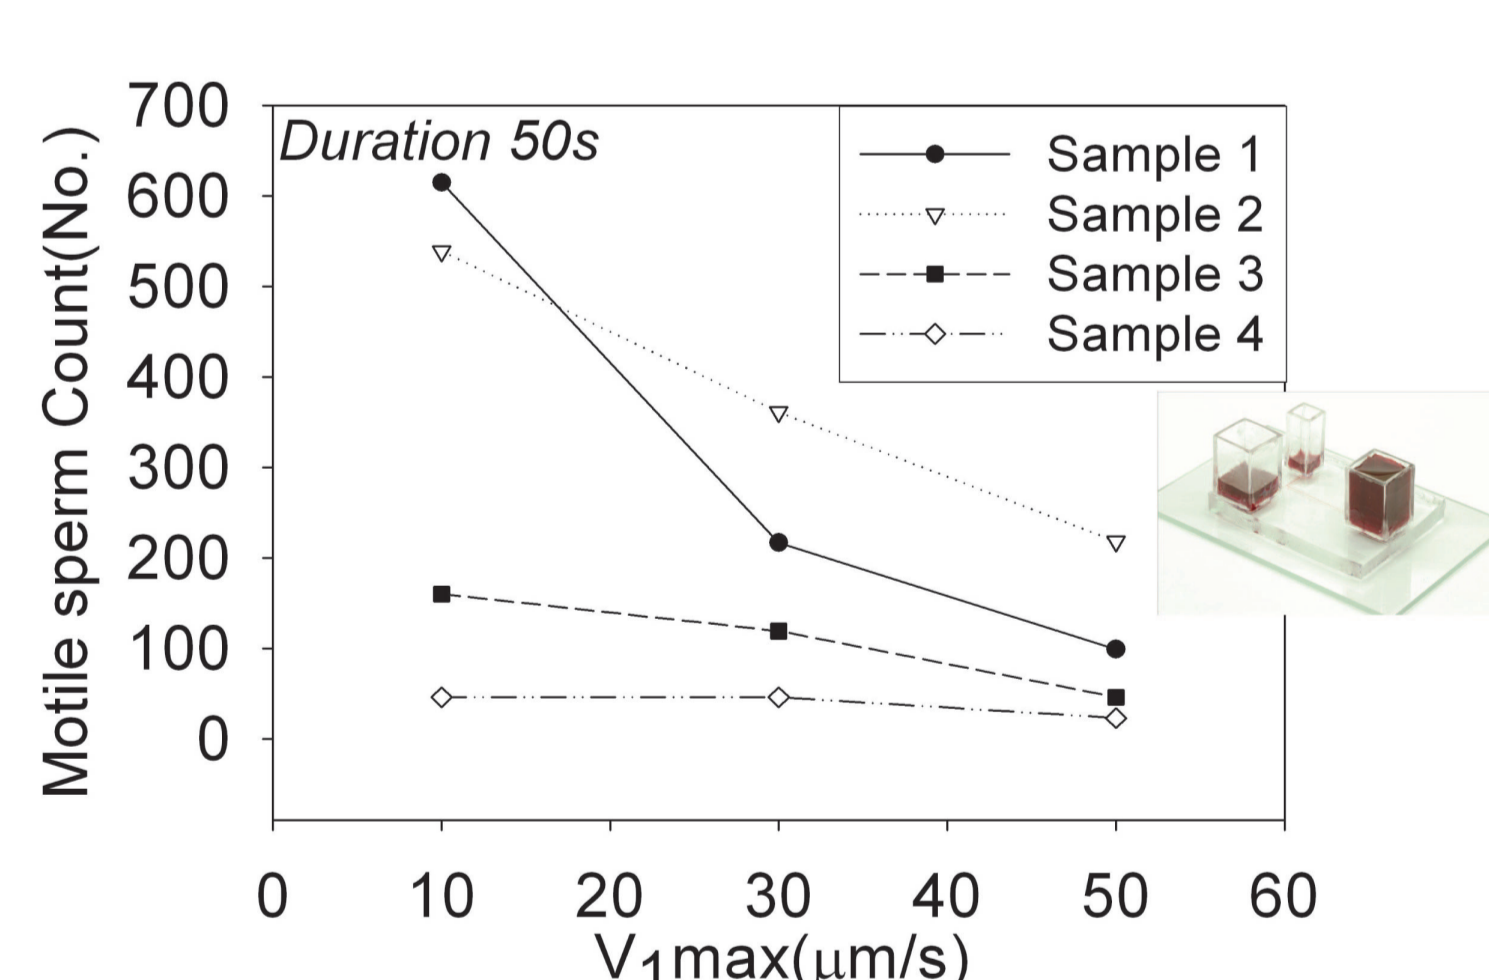 Duration 50s
Sample 1
Sample 2
Sample 3
Sample 4
Motile sperm Count(No.)
700
600
500
400
300
200
100
0
0 10 20 30 40 50 60
V1max(μm/s)